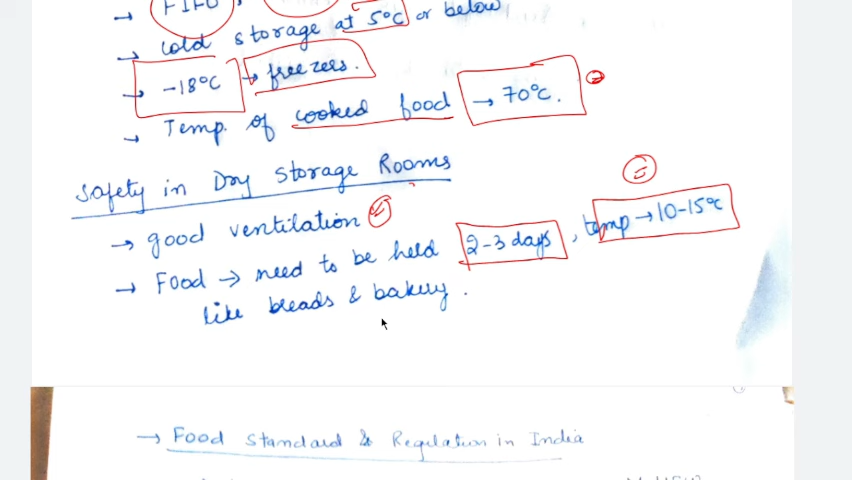 → FIFO
→ Cold storage at 5°C or below
→ -18°C → freezers.
→ Temp. of cooked food → 70°C.
Safety in Dry Storage Rooms
→ good ventilation
→ Food → need to be held 2-3 days, temp → 10-15°C
like breads & bakery.
→ Food Standard & Regulation in India